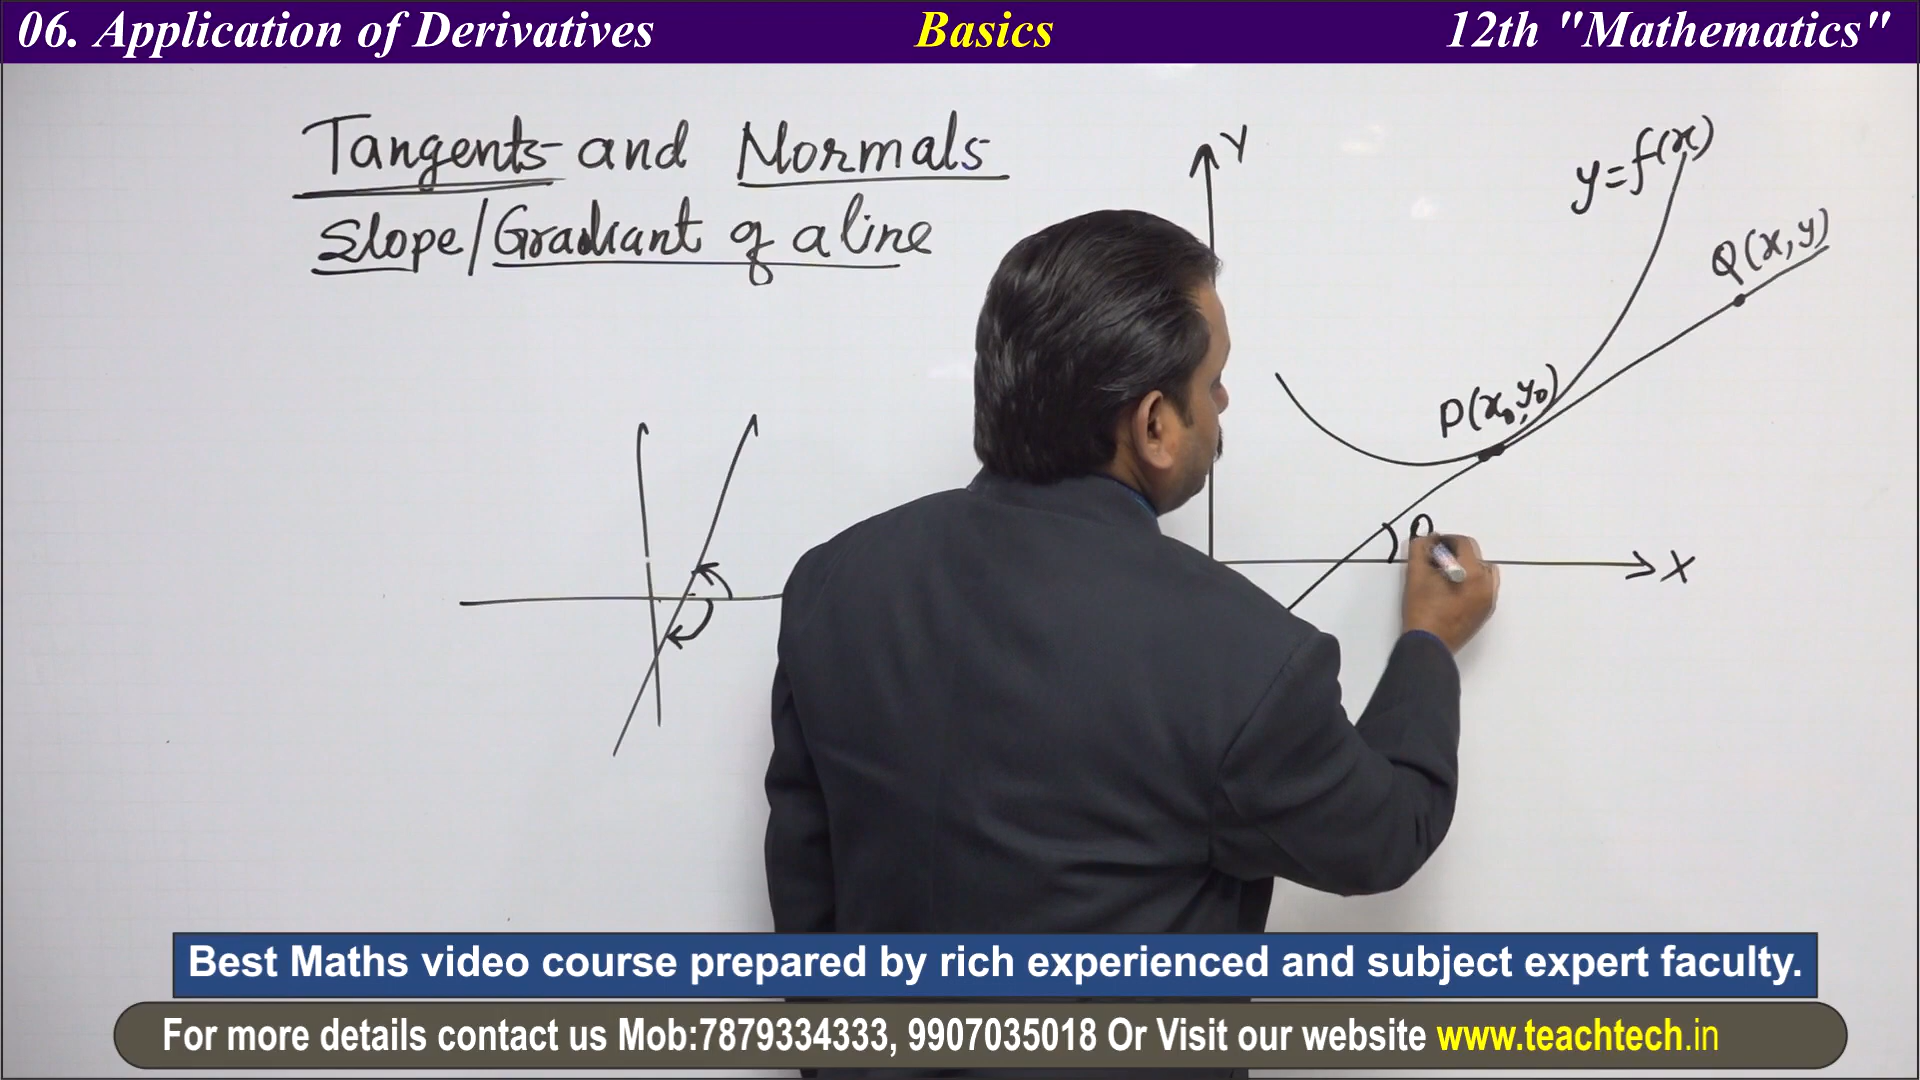 06. Application of Derivatives Basics 12th "Mathematics"
Tangents and Normals
Slope/Gradiant of a line
Y
y=f(x)
Q(x,y)
P(x₀,y₀)
X
Best Maths video course prepared by rich experienced and subject expert faculty.
For more details contact us Mob:7879334333, 9907035018 Or Visit our website www.teachtech.in